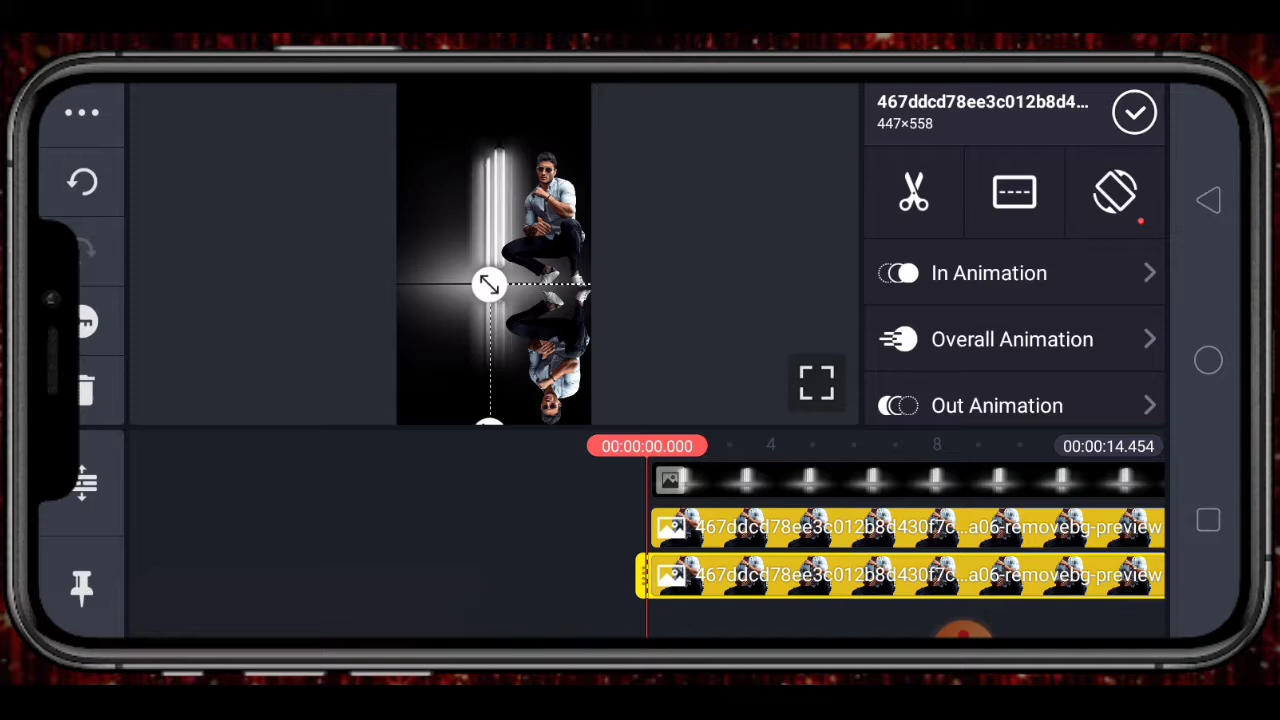 467ddcd78ee3c012b8d4...
447×558
In Animation
Overall Animation
Out Animation
00:00:00.000
4
8
00:00:14.454
467ddcd78ee3c012b8d430f7c...a06-removebg-preview
467ddcd78ee3c012b8d430f7c...a06-removebg-preview